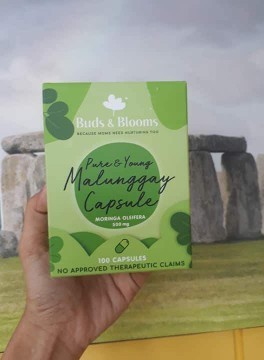 Buds & Blooms
BECAUSE MOMS NEED NURTURING TOO
Pure & Young
Malunggay
Capsule
MORINGA OLEIFERA
500 mg
100 CAPSULES
NO APPROVED THERAPEUTIC CLAIMS